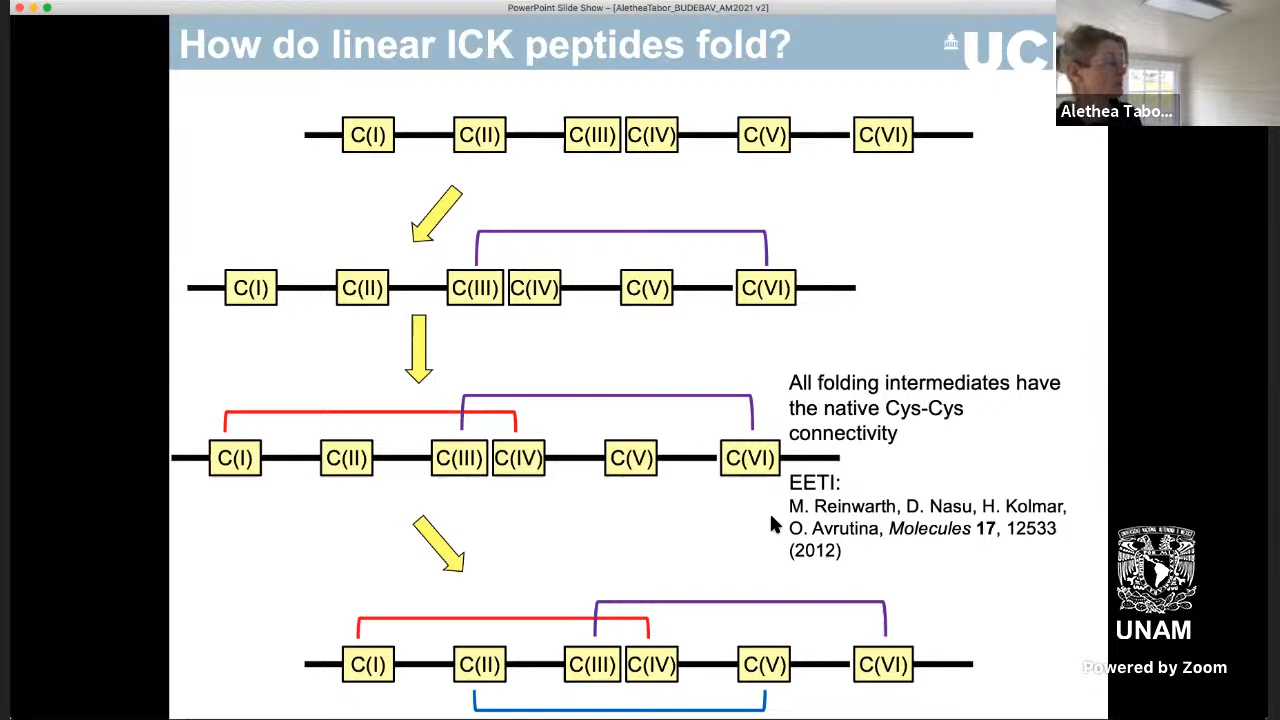 PowerPoint Slide Show – [AletheaTabor_BUDEBAV_AM2021 v2]
How do linear ICK peptides fold?
UC
Alethea Tabo...
C(I) C(II) C(III) C(IV) C(V) C(VI)
C(I) C(II) C(III) C(IV) C(V) C(VI)
All folding intermediates have
the native Cys-Cys
connectivity
C(I) C(II) C(III) C(IV) C(V) C(VI)
EETI:
M. Reinwarth, D. Nasu, H. Kolmar,
O. Avrutina, Molecules 17, 12533
(2012)
UNAM
C(I) C(II) C(III) C(IV) C(V) C(VI)
Powered by Zoom